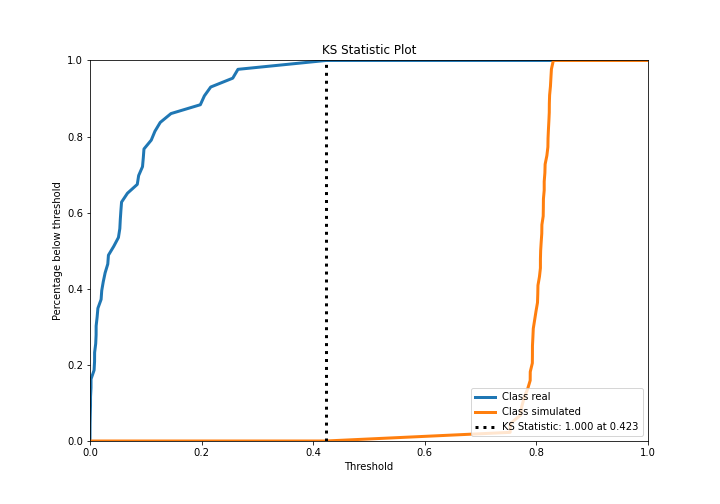 KS Statistic Plot
1.0
0.8
0.6
0.4
0.2
0.0
Percentage below threshold
0.0 0.2 0.4 0.6 0.8 1.0
Threshold
Class real
Class simulated
KS Statistic: 1.000 at 0.423